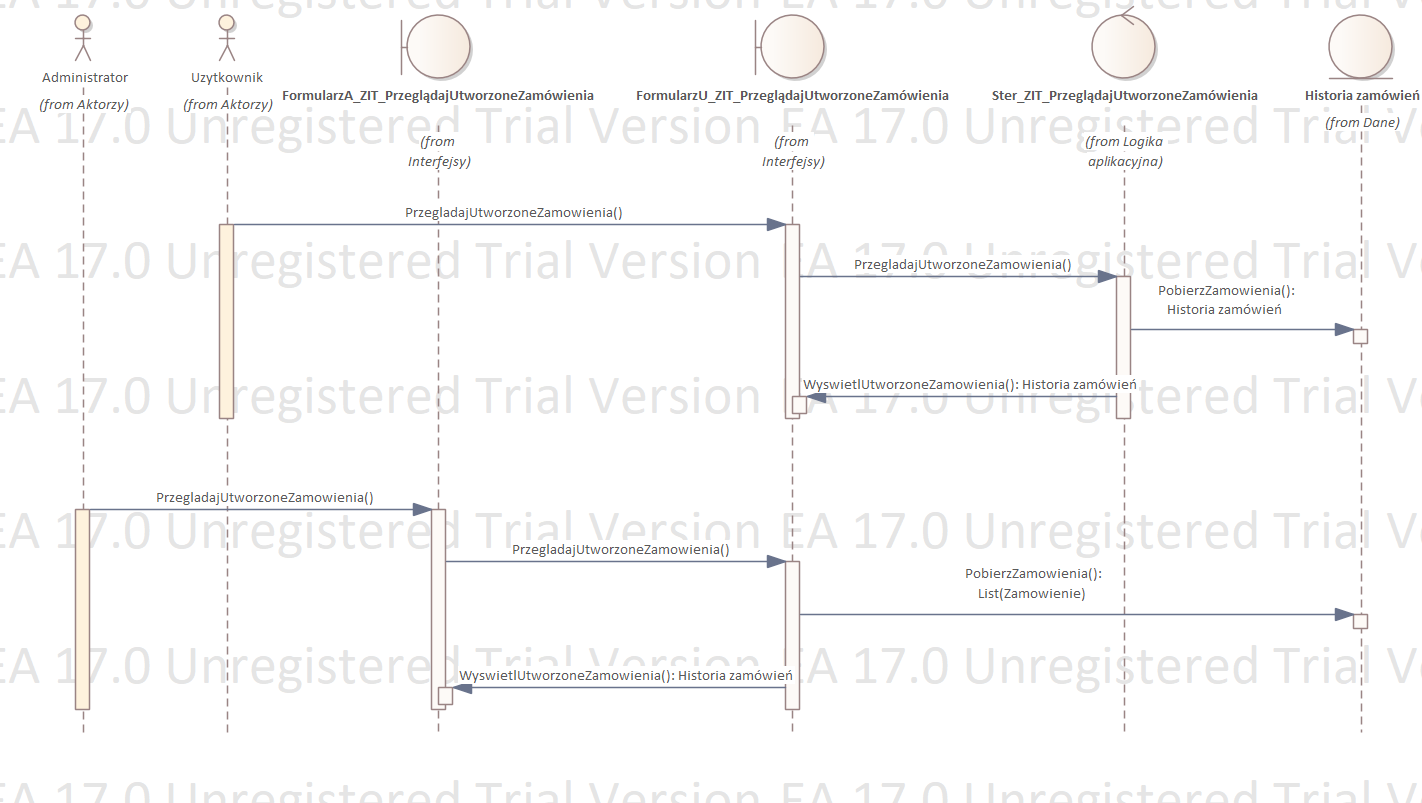 Administrator
(from Aktorzy)
Uzytkownik
(from Aktorzy)
FormularzA_ZIT_PrzeglądajUtworzoneZamówienia
(from
Interfejsy)
FormularzU_ZIT_PrzeglądajUtworzoneZamówienia
(from
Interfejsy)
Ster_ZIT_PrzeglądajUtworzoneZamówienia
(from Logika
aplikacyjna)
Historia zamówień
(from Dane)
EA 17.0 Unregistered Trial Version EA 17.0 Unregistered Trial Ve
PrzegladajUtworzoneZamowienia()
EA 17.0 Unregistered Trial Version EA 17.0 Unregistered Trial Ve
PrzegladajUtworzoneZamowienia()
PobierzZamowienia():
Historia zamówień
WyswietlUtworzoneZamowienia(): Historia zamówień
EA 17.0 Unregistered Trial Version EA 17.0 Unregistered Trial Ve
PrzegladajUtworzoneZamowienia()
EA 17.0 Unregistered Trial Version EA 17.0 Unregistered Trial Ve
PrzegladajUtworzoneZamowienia()
PobierzZamowienia():
List(Zamowienie)
WyswietlUtworzoneZamowienia(): Historia zamówień
EA 17.0 Unregistered Trial Version EA 17.0 Unregistered Trial Ve
EA 17.0 Unregistered Trial Version EA 17.0 Unregistered Trial Ve